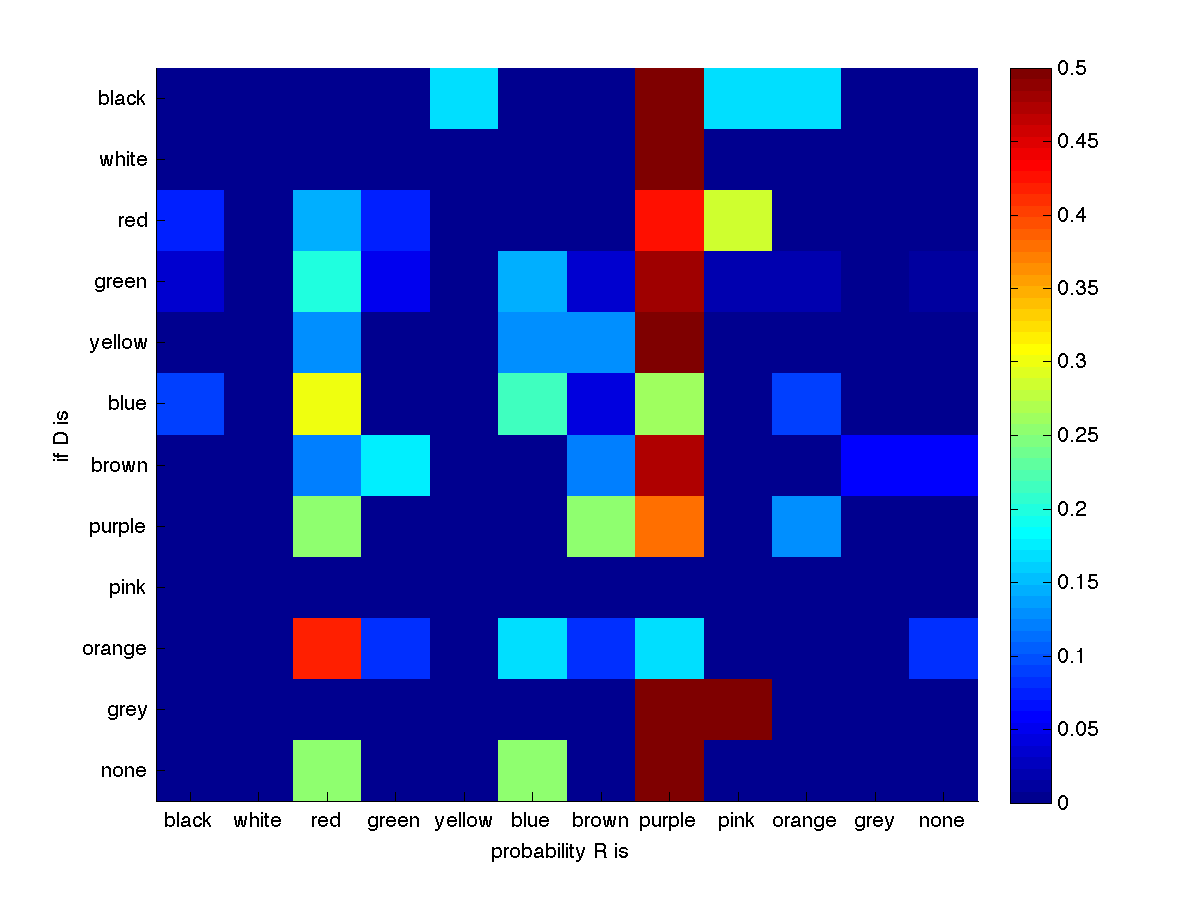 if D is
black
white
red
green
yellow
blue
brown
purple
pink
orange
grey
none
black white red green yellow blue brown purple pink orange grey none
probability R is
0.5
0.45
0.4
0.35
0.3
0.25
0.2
0.15
0.1
0.05
0